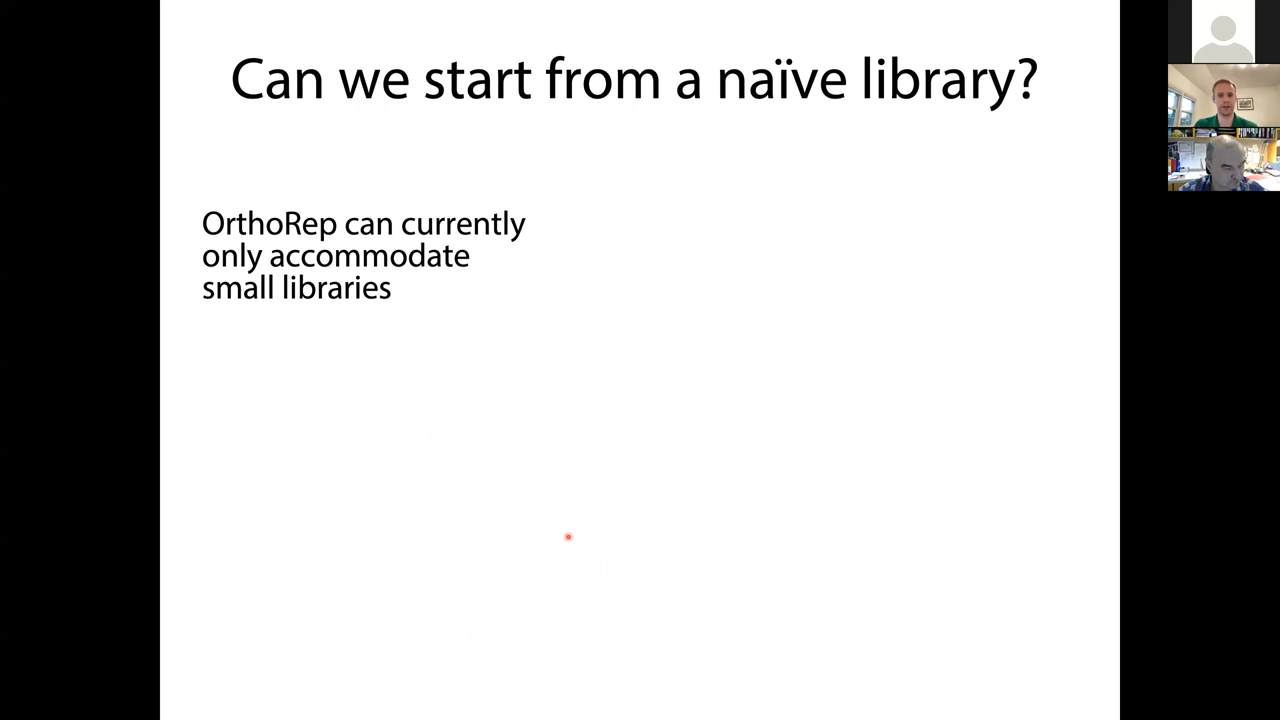 Can we start from a naïve library?
OrthoRep can currently
only accommodate
small libraries